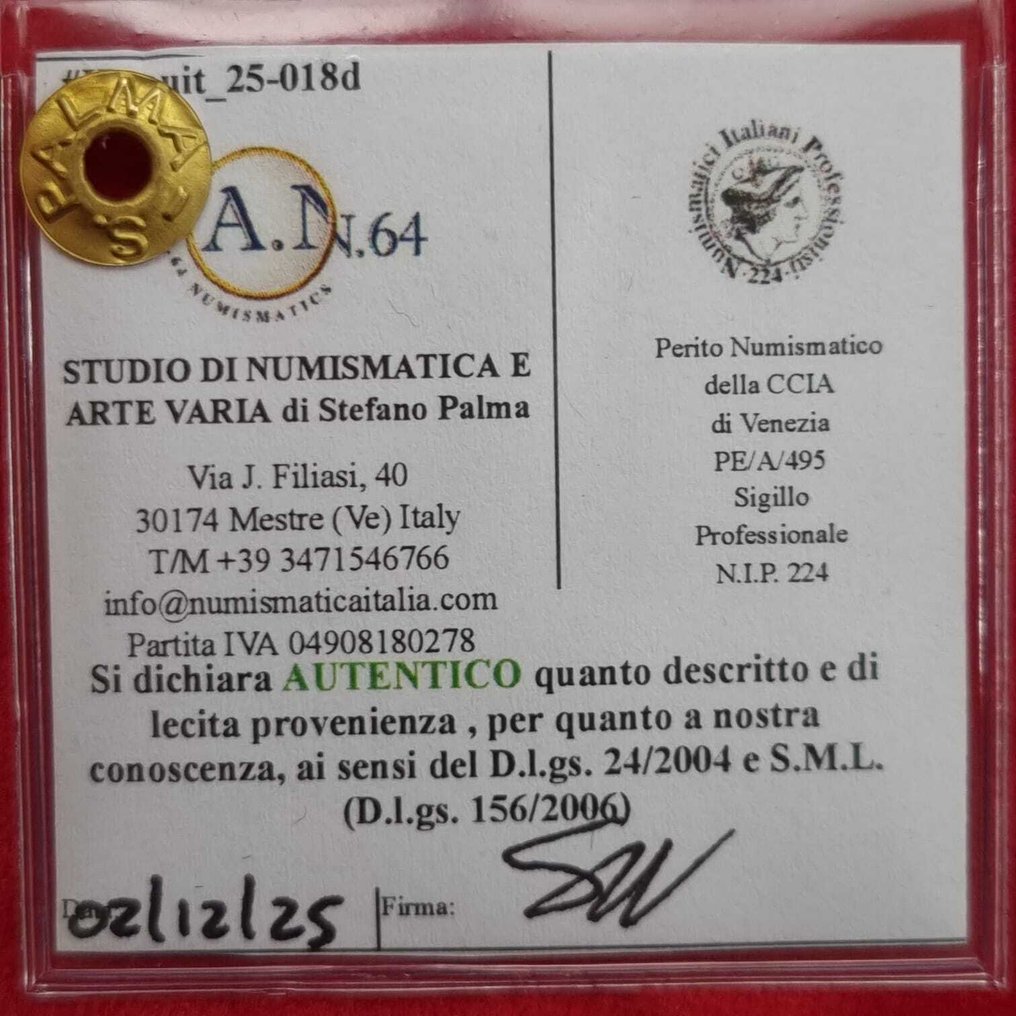 uit_25-018d
PALMA S.
A.N.
N.64
.64 NUMISMATICS
STUDIO DI NUMISMATICA E
ARTE VARIA di Stefano Palma
Via J. Filiasi, 40
30174 Mestre (Ve) Italy
T/M +39 3471546766
info@numismaticaitalia.com
Partita IVA 04908180278
Numismatici Italiani Professionisti
·224·
Perito Numismatico
della CCIA
di Venezia
PE/A/495
Sigillo
Professionale
N.I.P. 224
Si dichiara AUTENTICO quanto descritto e di
lecita provenienza , per quanto a nostra
conoscenza, ai sensi del D.l.gs. 24/2004 e S.M.L.
(D.l.gs. 156/2006)
02/12/25
Firma: